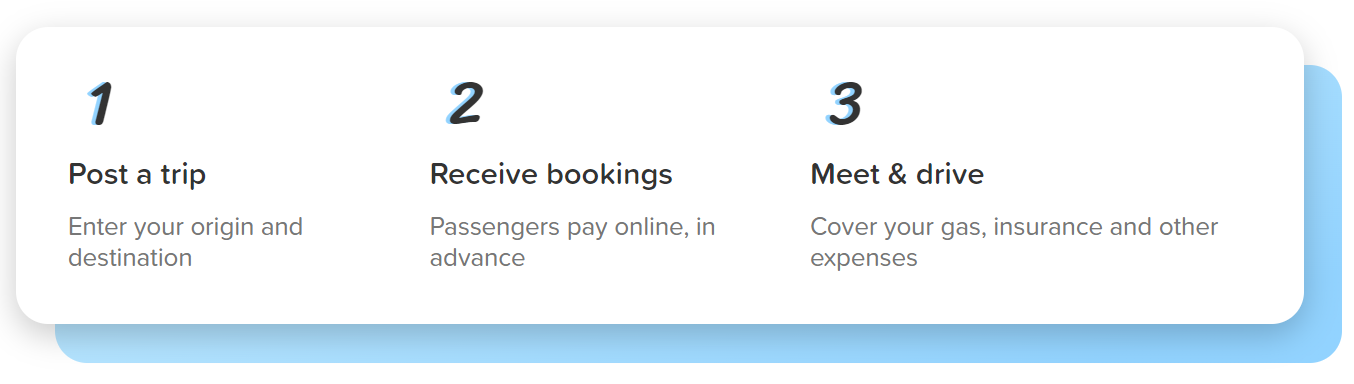 1
Post a trip
Enter your origin and
destination
2
Receive bookings
Passengers pay online, in
advance
3
Meet & drive
Cover your gas, insurance and other
expenses